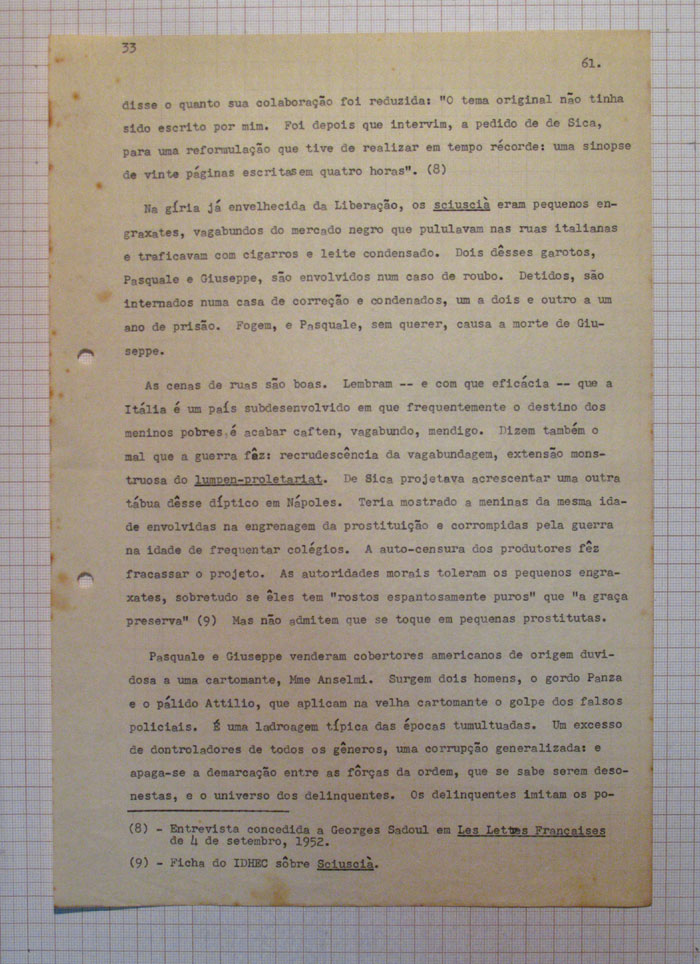 33
61.
disse o quanto sua colaboração foi reduzida: "O tema original não tinha
sido escrito por mim. Foi depois que intervim, a pedido de de Sica,
para uma reformulação que tive de realizar em tempo récorde: uma sinopse
de vinte páginas escritasem quatro horas". (8)
Na gíria já envelhecida da Liberação, os sciuscià eram pequenos en-
graxates, vagabundos do mercado negro que pululavam nas ruas italianas
e traficavam com cigarros e leite condensado. Dois dêsses garotos,
Pasquale e Giuseppe, são envolvidos num caso de roubo. Detidos, são
internados numa casa de correção e condenados, um a dois e outro a um
ano de prisão. Fogem, e Pasquale, sem querer, causa a morte de Giu-
seppe.
As cenas de ruas são boas. Lembram -- e com que eficácia -- que a
Itália é um país subdesenvolvido em que frequentemente o destino dos
meninos pobres é acabar caften, vagabundo, mendigo. Dizem também o
mal que a guerra fêz: recrudescência da vagabundagem, extensão mons-
truosa do lumpen-proletariat. De Sica projetava acrescentar uma outra
tábua dêsse díptico em Nápoles. Teria mostrado a meninas da mesma ida-
de envolvidas na engrenagem da prostituição e corrompidas pela guerra
na idade de frequentar colégios. A auto-censura dos produtores fêz
fracassar o projeto. As autoridades morais toleram os pequenos engra-
xates, sobretudo se êles tem "rostos espantosamente puros" que "a graça
preserva" (9) Mas não admitem que se toque em pequenas prostitutas.
Pasquale e Giuseppe venderam cobertores americanos de origem duvi-
dosa a uma cartomante, Mme Anselmi. Surgem dois homens, o gordo Panza
e o pálido Attilio, que aplicam na velha cartomante o golpe dos falsos
policiais. É uma ladroagem típica das épocas tumultuadas. Um excesso
de dontroladores de todos os gêneros, uma corrupção generalizada: e
apaga-se a demarcação entre as fôrças da ordem, que se sabe serem deso-
nestas, e o universo dos delinquentes. Os delinquentes imitam os po-
(8) - Entrevista concedida a Georges Sadoul em Les Lettres Françaises
de 4 de setembro, 1952.
(9) - Ficha do IDHEC sôbre Sciuscià.